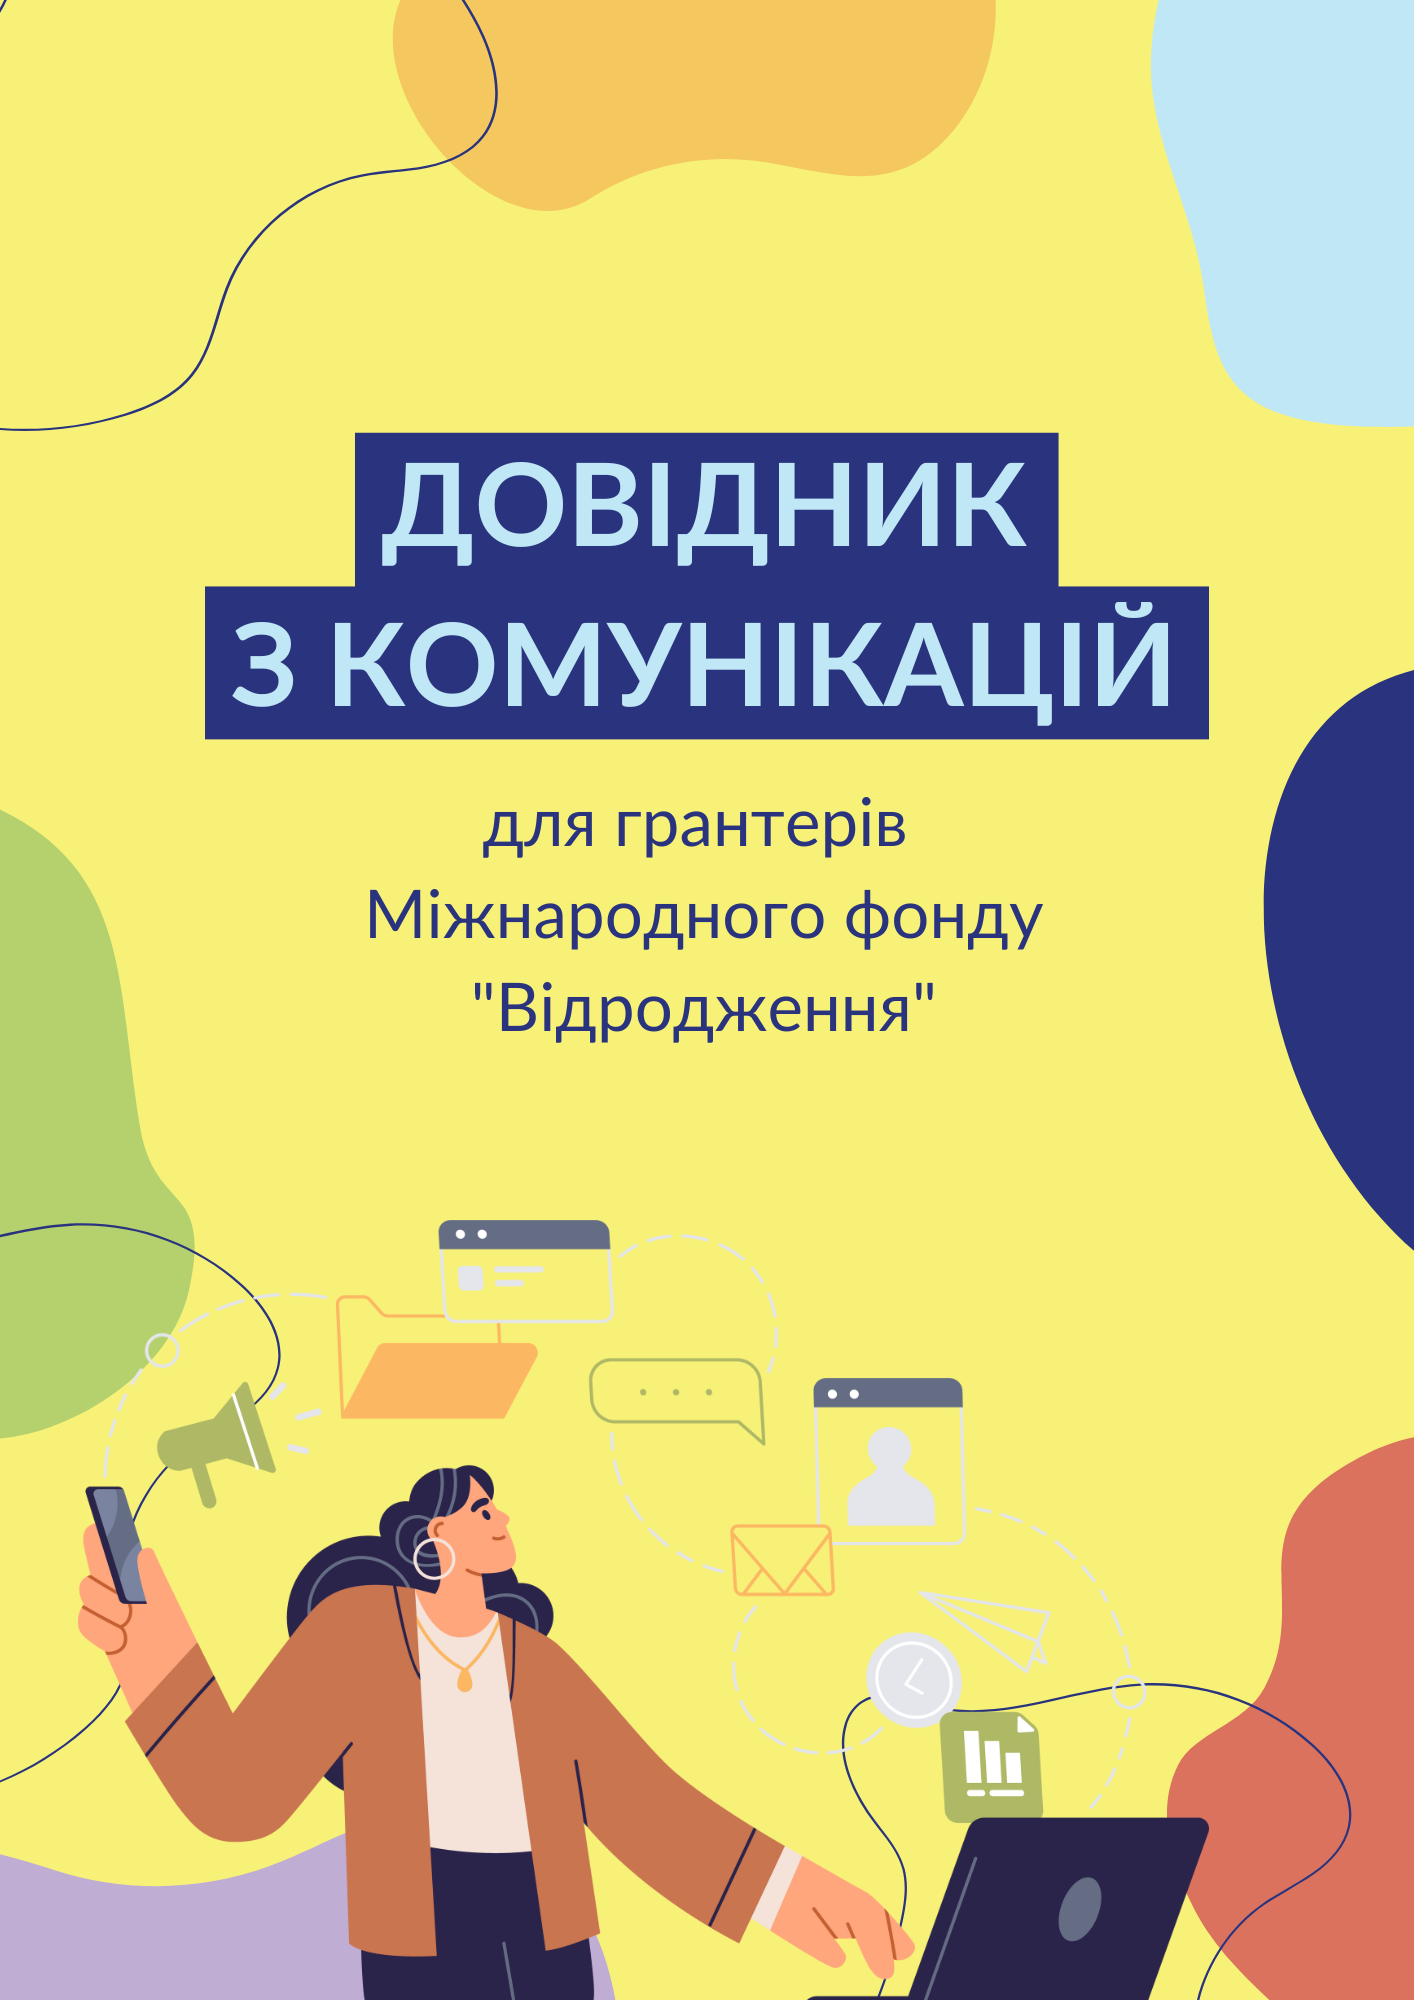 ДОВІДНИК
З КОМУНІКАЦІЙ
для грантерів
Міжнародного фонду
"Відродження"